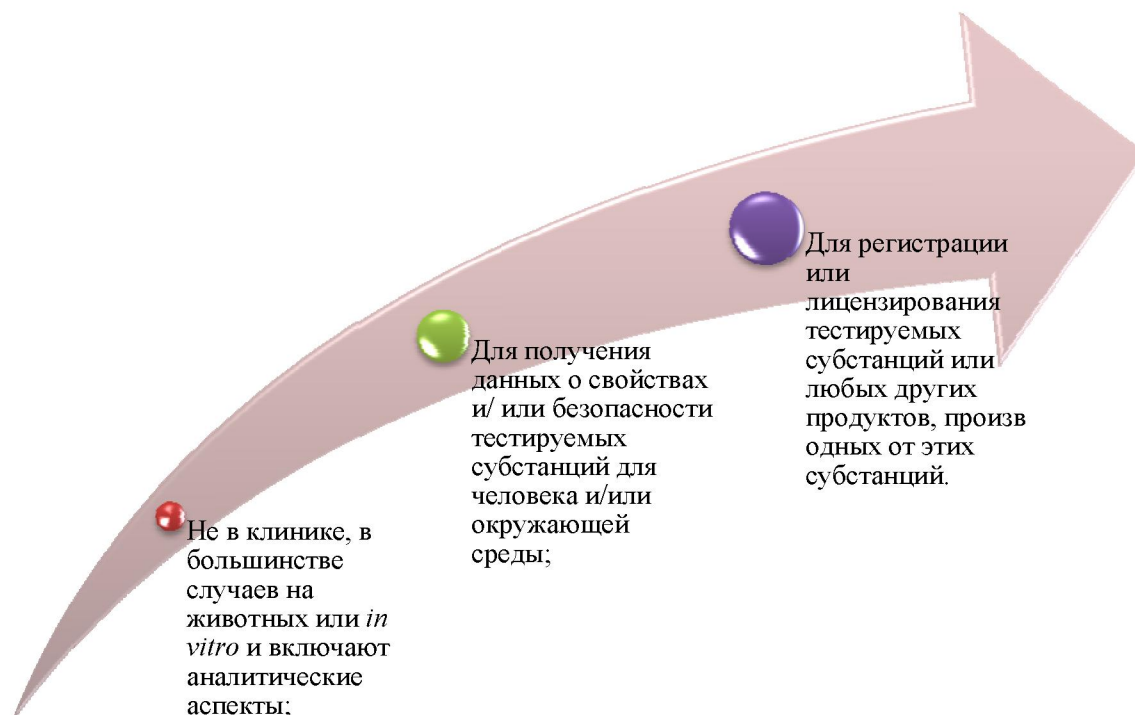 Не в клинике, в
большинстве
случаев на
животных или in
vitro и включают
аналитические
аспекты;
Для получения
данных о свойствах
и/ или безопасности
тестируемых
субстанций для
человека и/или
окружающей
среды;
Для регистрации
или
лицензирования
тестируемых
субстанций или
любых других
продуктов, произв
одных от этих
субстанций.